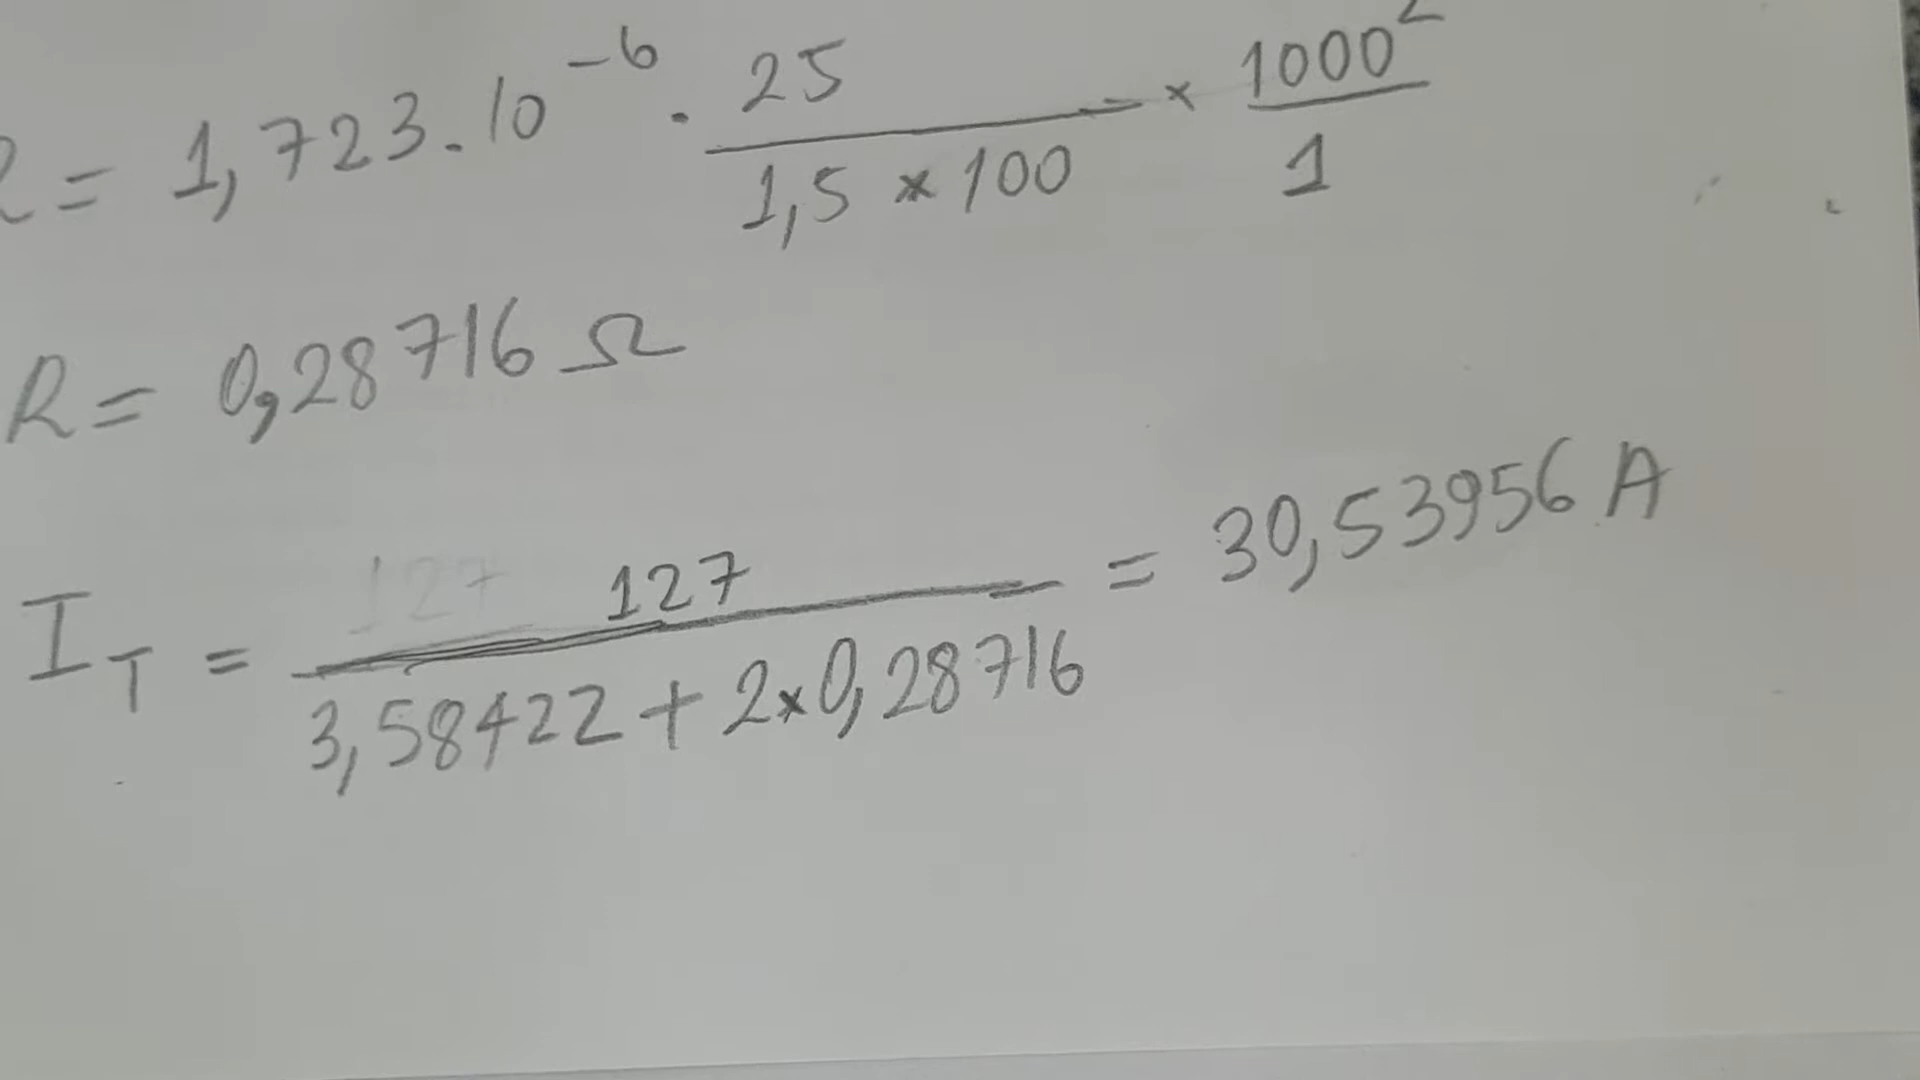 R = 1,723.10⁻⁶ . 25/(1,5 × 100) × 1000²/1
R = 0,28716 Ω
I_T = 127/(3,58422 + 2×0,28716) = 30,53956 A